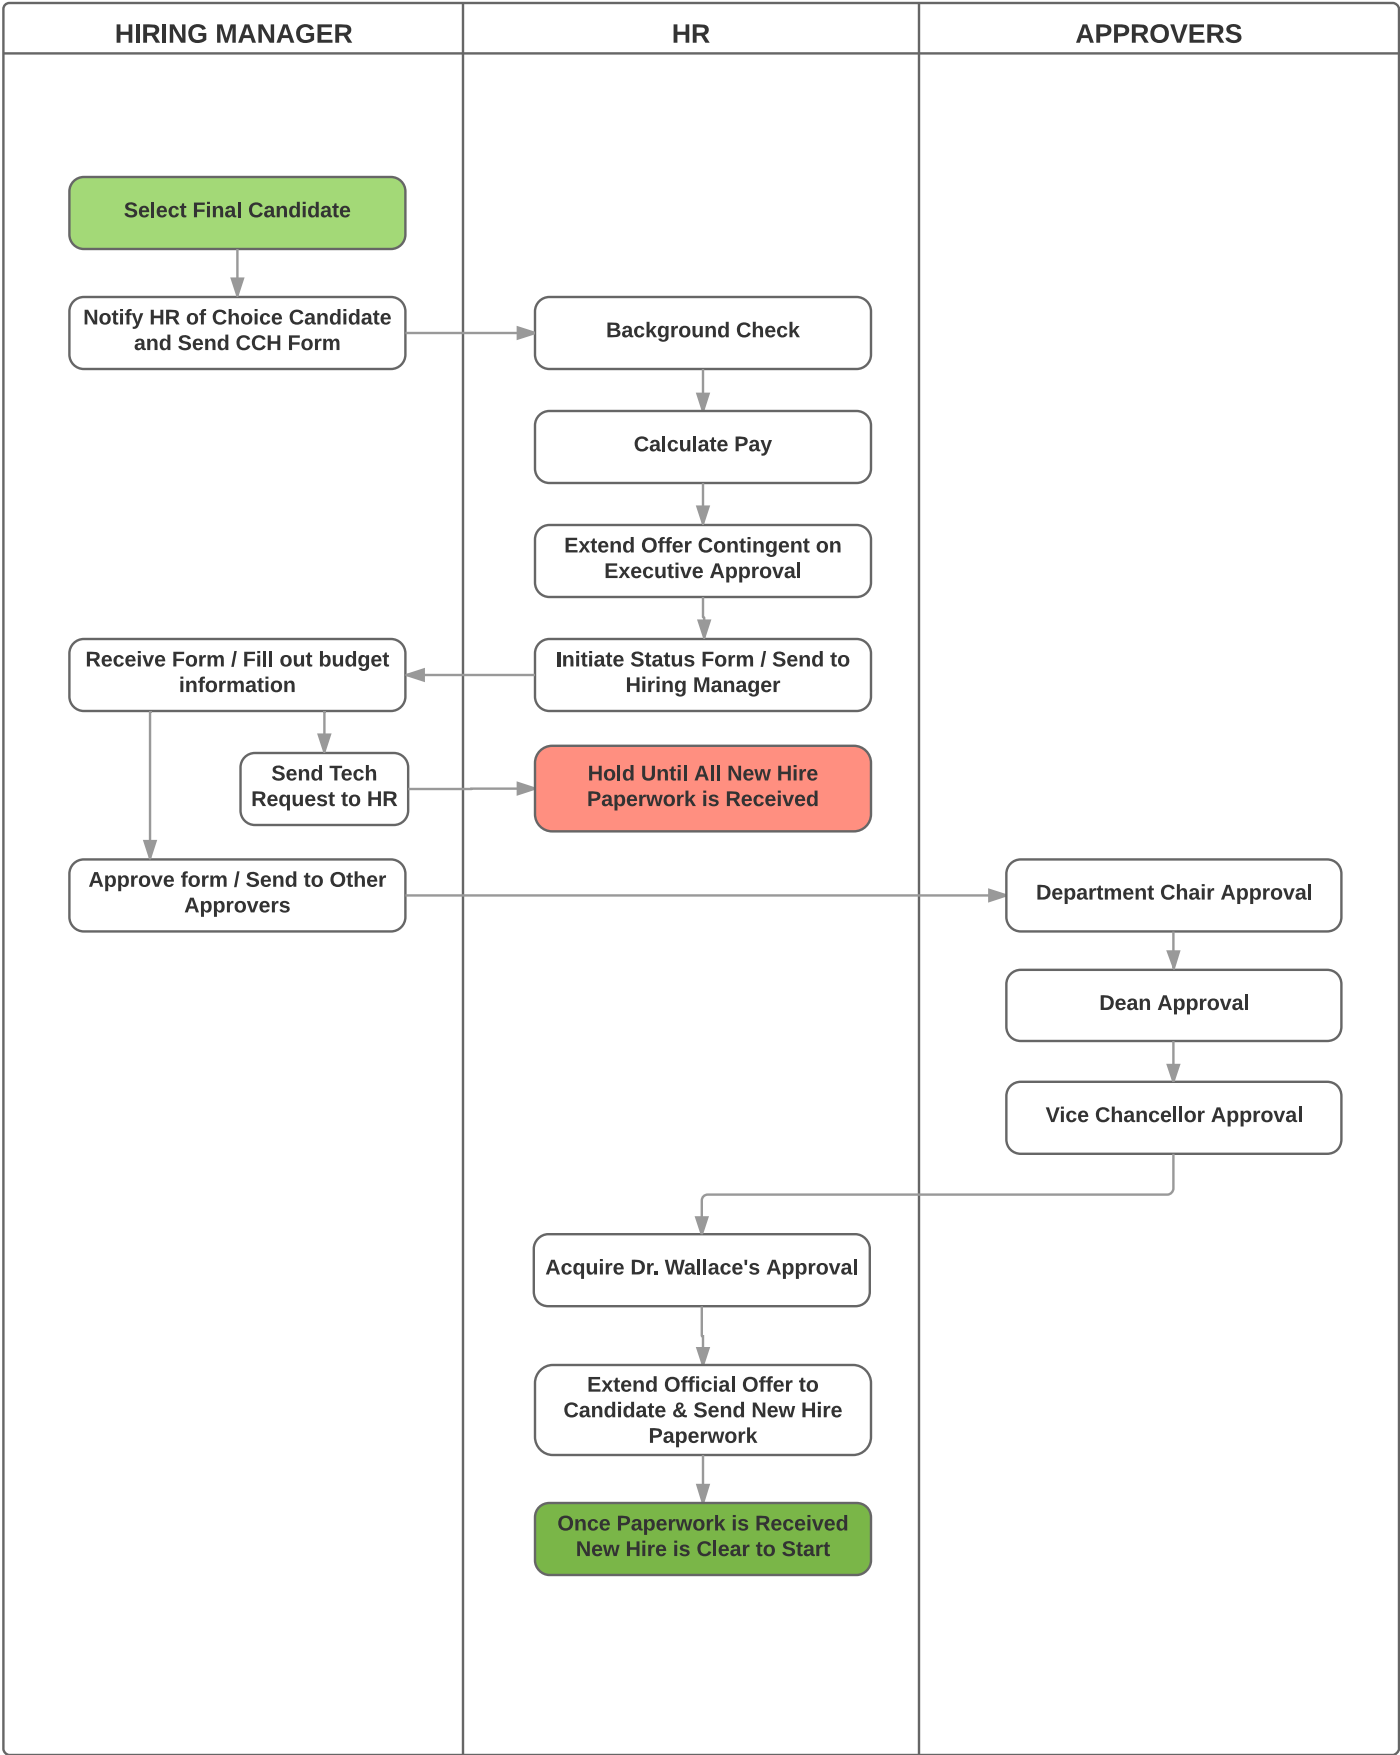 HIRING MANAGER
HR
APPROVERS
Select Final Candidate
Notify HR of Choice Candidate
and Send CCH Form
Background Check
Calculate Pay
Extend Offer Contingent on
Executive Approval
Initiate Status Form / Send to
Hiring Manager
Receive Form / Fill out budget
information
Send Tech
Request to HR
Hold Until All New Hire
Paperwork is Received
Approve form / Send to Other
Approvers
Department Chair Approval
Dean Approval
Vice Chancellor Approval
Acquire Dr. Wallace's Approval
Extend Official Offer to
Candidate & Send New Hire
Paperwork
Once Paperwork is Received
New Hire is Clear to Start